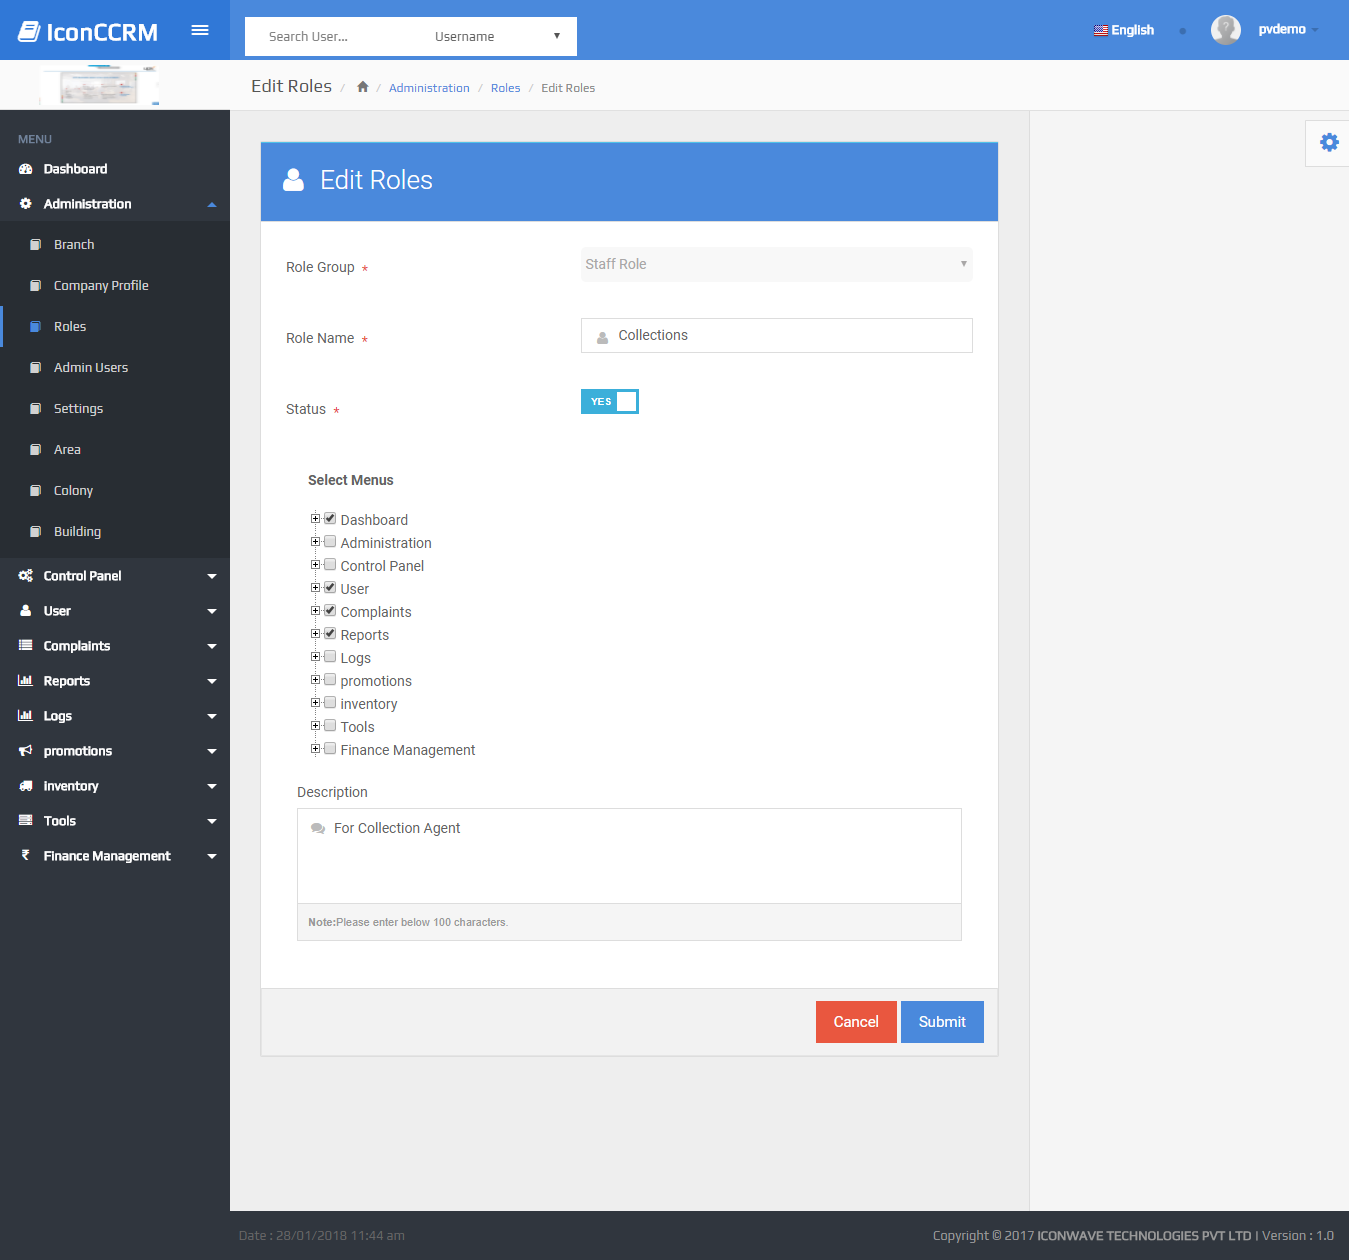 IconCCRM
Search User...
Username
English
pvdemo
Edit Roles / / Administration / Roles / Edit Roles
MENU
Dashboard
Administration
Branch
Company Profile
Roles
Admin Users
Settings
Area
Colony
Building
Control Panel
User
Complaints
Reports
Logs
promotions
Inventory
Tools
₹ Finance Management
Edit Roles
Role Group *
Staff Role
Role Name *
Collections
Status *
YES
Select Menus
Dashboard
Administration
Control Panel
User
Complaints
Reports
Logs
promotions
inventory
Tools
Finance Management
Description
For Collection Agent
Note:Please enter below 100 characters.
Cancel
Submit
Date : 28/01/2018 11:44 am
Copyright © 2017 ICONWAVE TECHNOLOGIES PVT LTD | Version : 1.0